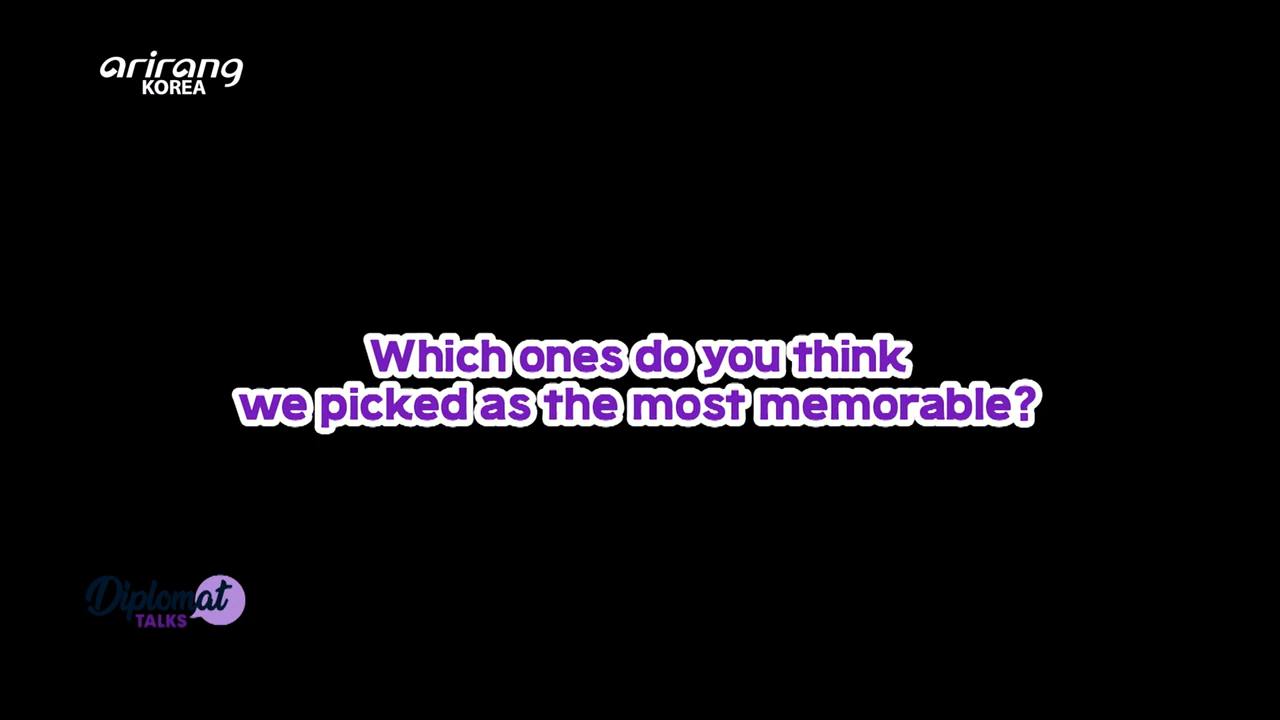 arirang
KOREA
Which ones do you think
we picked as the most memorable?
Diplomat
TALKS